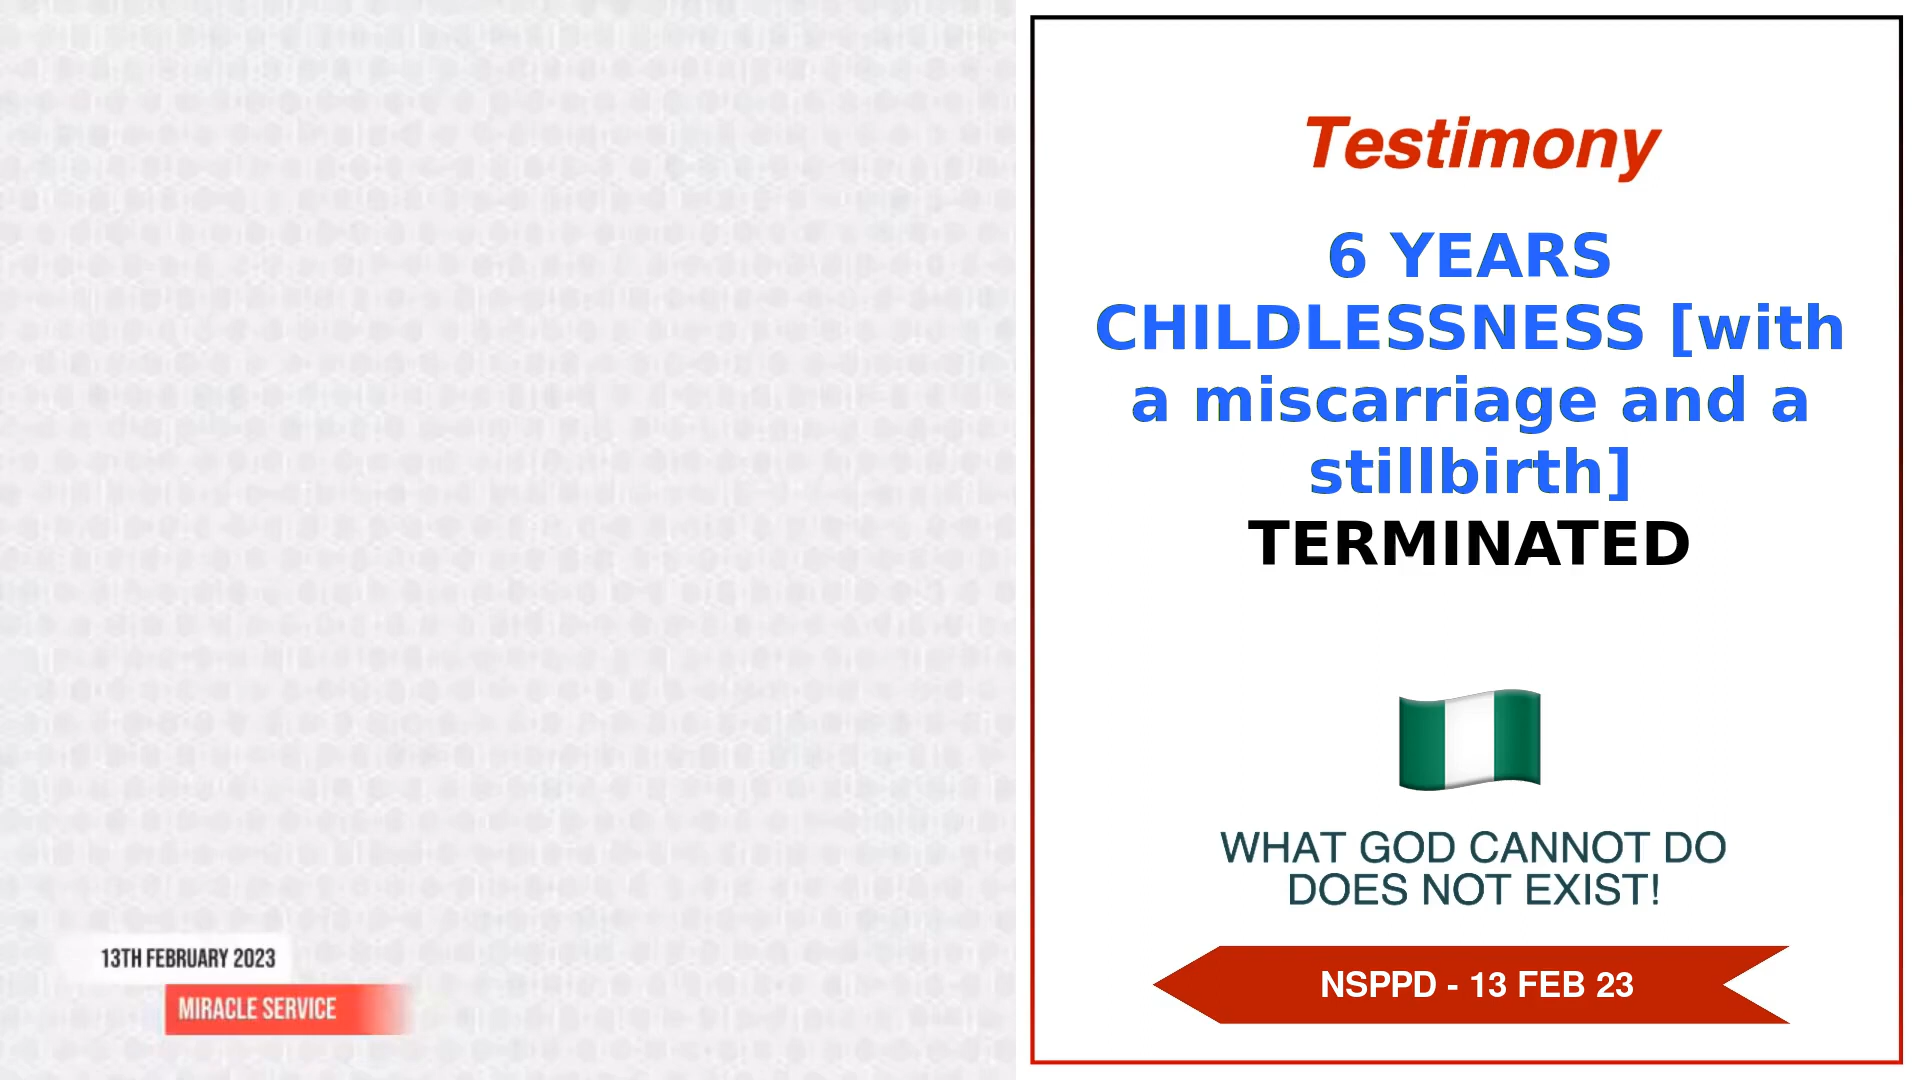 13TH FEBRUARY 2023
MIRACLE SERVICE
Testimony
6 YEARS
CHILDLESSNESS [with
a miscarriage and a
stillbirth]
TERMINATED
WHAT GOD CANNOT DO
DOES NOT EXIST!
NSPPD - 13 FEB 23